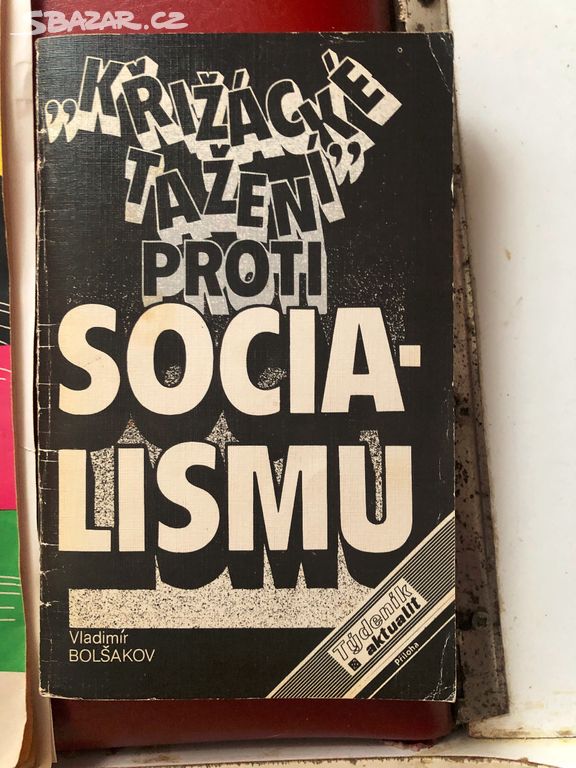 SBAZAR.CZ
„KŘIŽÁCKÉ
TAŽENÍ”
PROTI
SOCIA-
LISMU
Vladimír
BOLŠAKOV
Týdeník
aktualit
Příloha